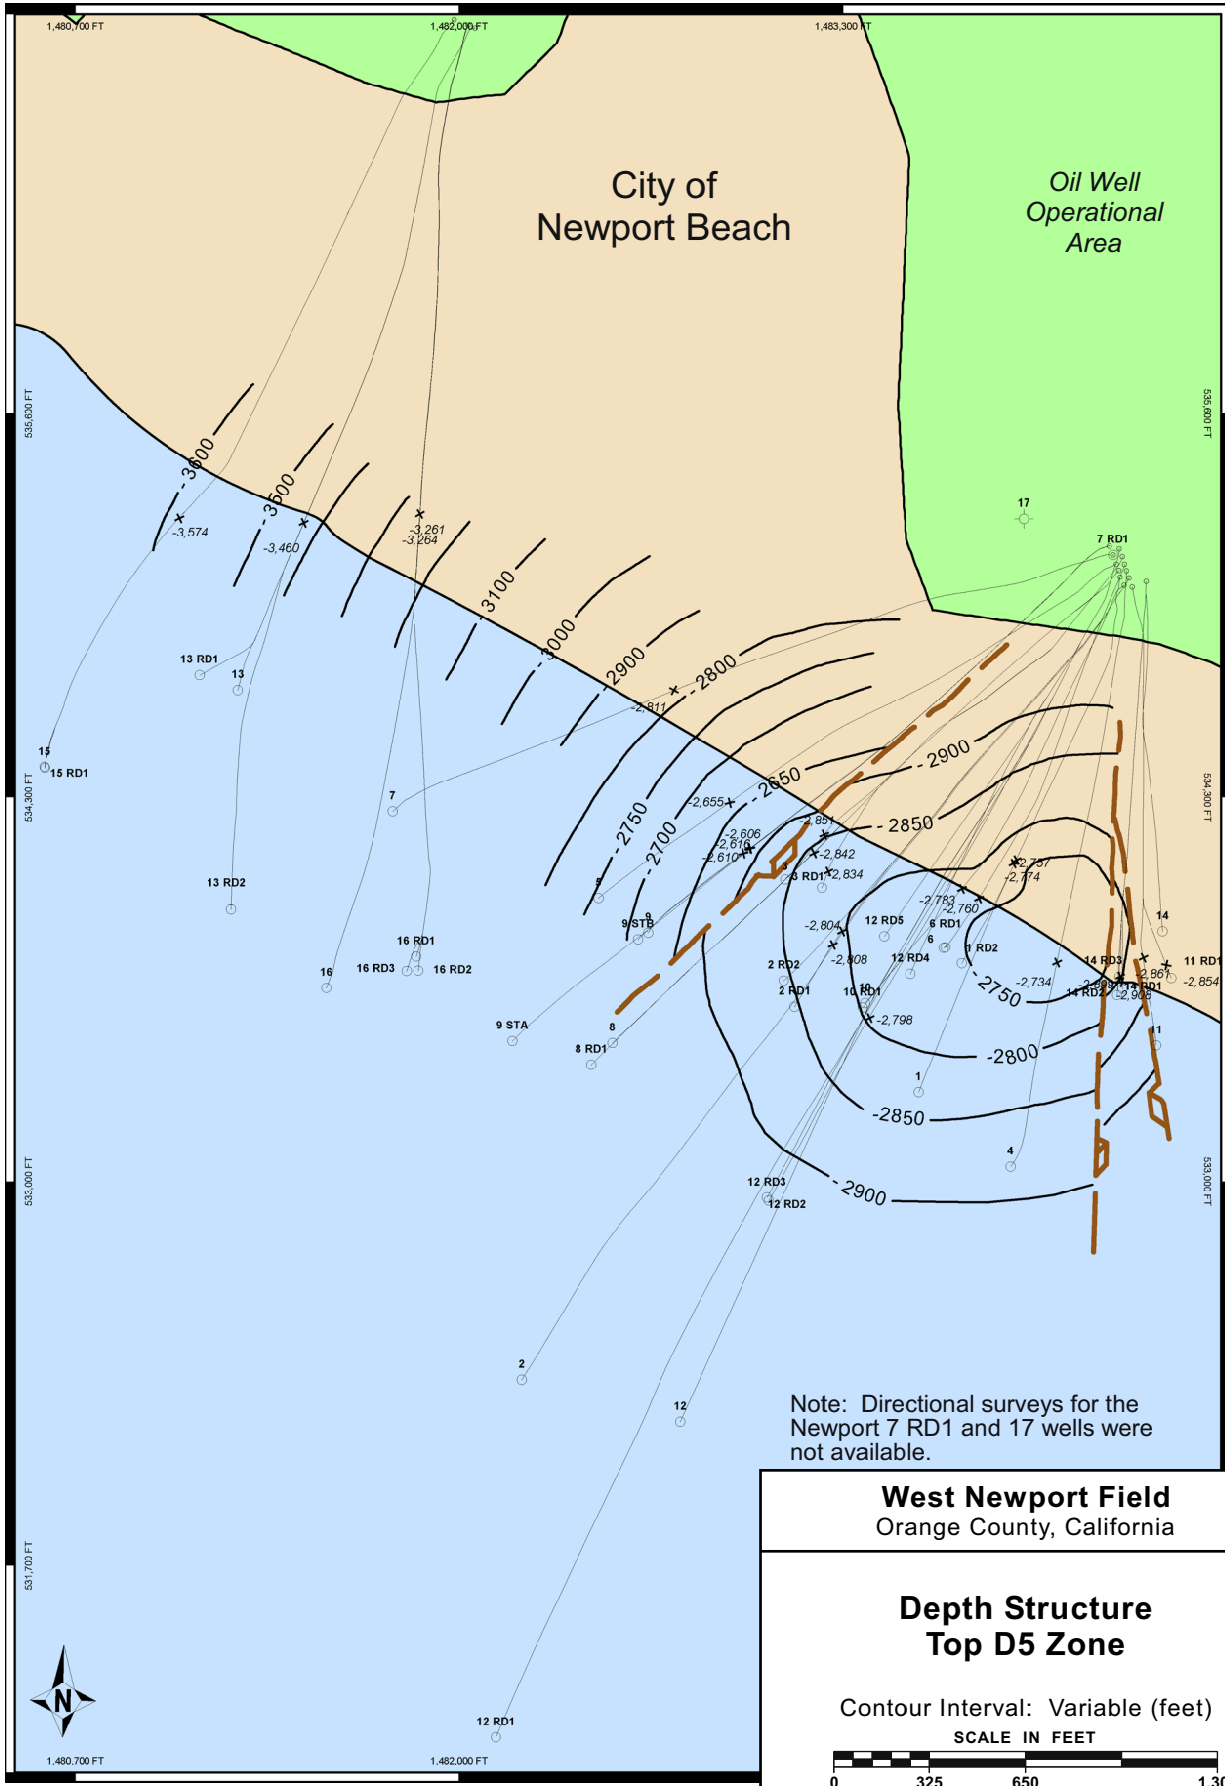 1,480,700 FT
1,482,000 FT
1,483,300 FT
City of
Newport Beach
Oil Well
Operational
Area
535,600 FT
535,600 FT
- 3600
- 3500
-3,574
-3,460
-3,261
-3,264
17
7 RD1
- 3100
- 3000
- 2900
- 2800
-2,811
13 RD1
13
15
15 RD1
7
- 2900
- 2650
- 2850
- 2750
- 2700
534,300 FT
534,300 FT
-2,655
-2,606
-2,616
-2,610
-2,851
-2,842
-2,834
3
3 RD1
-2,757
-2,774
-2,783
-2,760
5
9
9 STB
13 RD2
-2,804
-2,808
12 RD5
6 RD1
6
1 RD2
12 RD4
14
16 RD1
16 RD3
16 RD2
16
2 RD2
2 RD1
10 RD1
-2,798
-2750
-2,734
14 RD3
14 RD2
14 RD1
-2,861
-2,908
11 RD1
-2,854
11
9 STA
8
8 RD1
-2800
1
-2850
4
- 2900
12 RD3
12 RD2
533,000 FT
533,000 FT
2
12
Note: Directional surveys for the
Newport 7 RD1 and 17 wells were
not available.
West Newport Field
Orange County, California
531,700 FT
Depth Structure
Top D5 Zone
N
12 RD1
Contour Interval: Variable (feet)
SCALE IN FEET
0 325 650 1,30
1,480,700 FT
1,482,000 FT